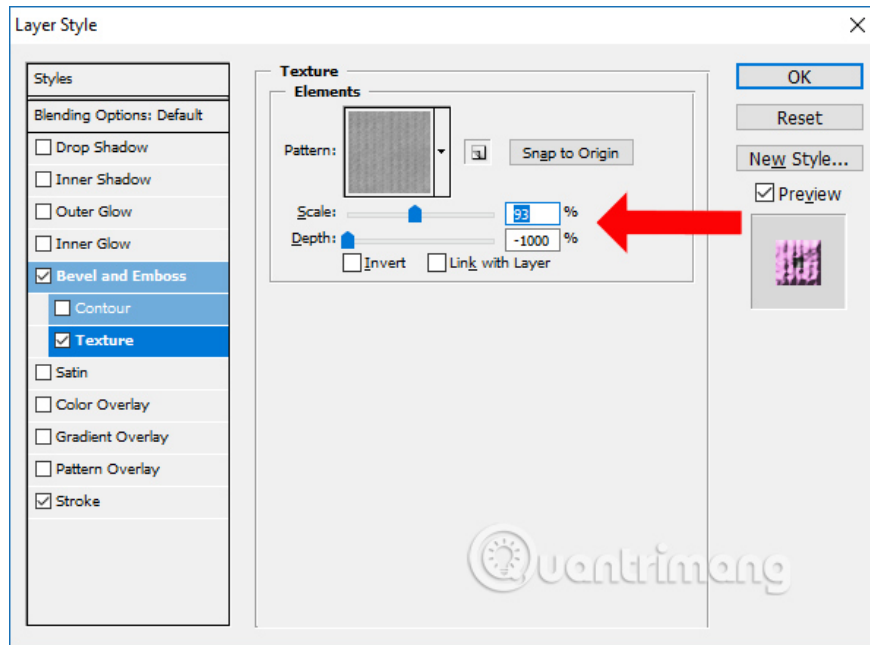 Layer Style
Styles
Blending Options: Default
Drop Shadow
Inner Shadow
Outer Glow
Inner Glow
Bevel and Emboss
Contour
Texture
Satin
Color Overlay
Gradient Overlay
Pattern Overlay
Stroke
Texture
Elements
Pattern:
Snap to Origin
Scale: 93 %
Depth: -1000 %
Invert Link with Layer
OK
Reset
New Style...
Preview
Quantrimang